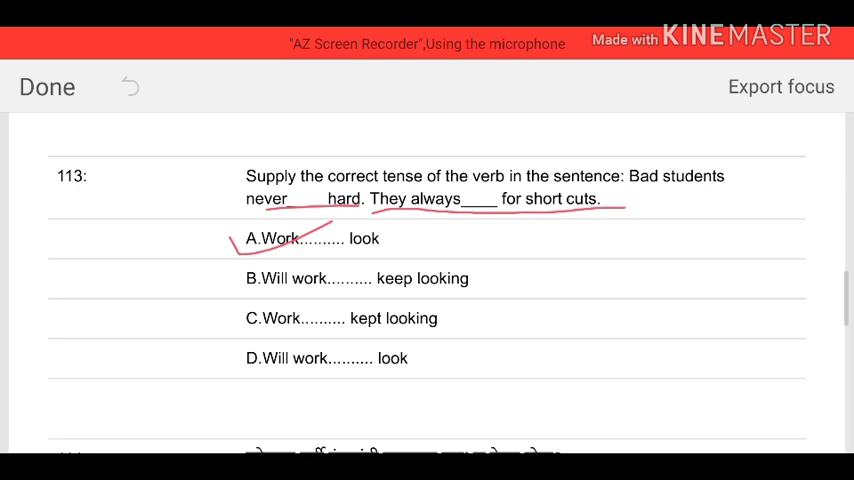 "AZ Screen Recorder",Using the microphone
Made with KINEMASTER
Done
Export focus
113:
Supply the correct tense of the verb in the sentence: Bad students
never____ hard. They always____ for short cuts.
A.Work.......... look
B.Will work.......... keep looking
C.Work.......... kept looking
D.Will work.......... look